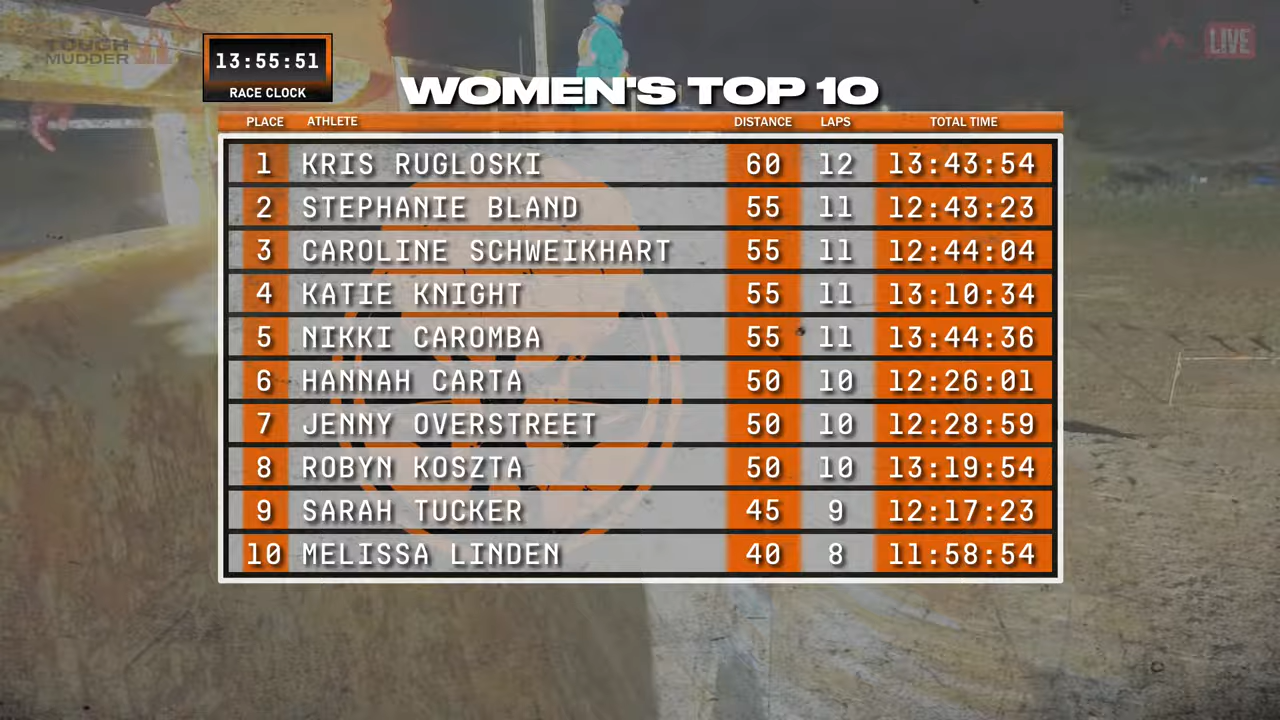 TOUGH
MUDDER
LIVE
13:55:51
RACE CLOCK
WOMEN'S TOP 10
PLACE ATHLETE DISTANCE LAPS TOTAL TIME
1 KRIS RUGLOSKI 60 12 13:43:54
2 STEPHANIE BLAND 55 11 12:43:23
3 CAROLINE SCHWEIKHART 55 11 12:44:04
4 KATIE KNIGHT 55 11 13:10:34
5 NIKKI CAROMBA 55 11 13:44:36
6 HANNAH CARTA 50 10 12:26:01
7 JENNY OVERSTREET 50 10 12:28:59
8 ROBYN KOSZTA 50 10 13:19:54
9 SARAH TUCKER 45 9 12:17:23
10 MELISSA LINDEN 40 8 11:58:54